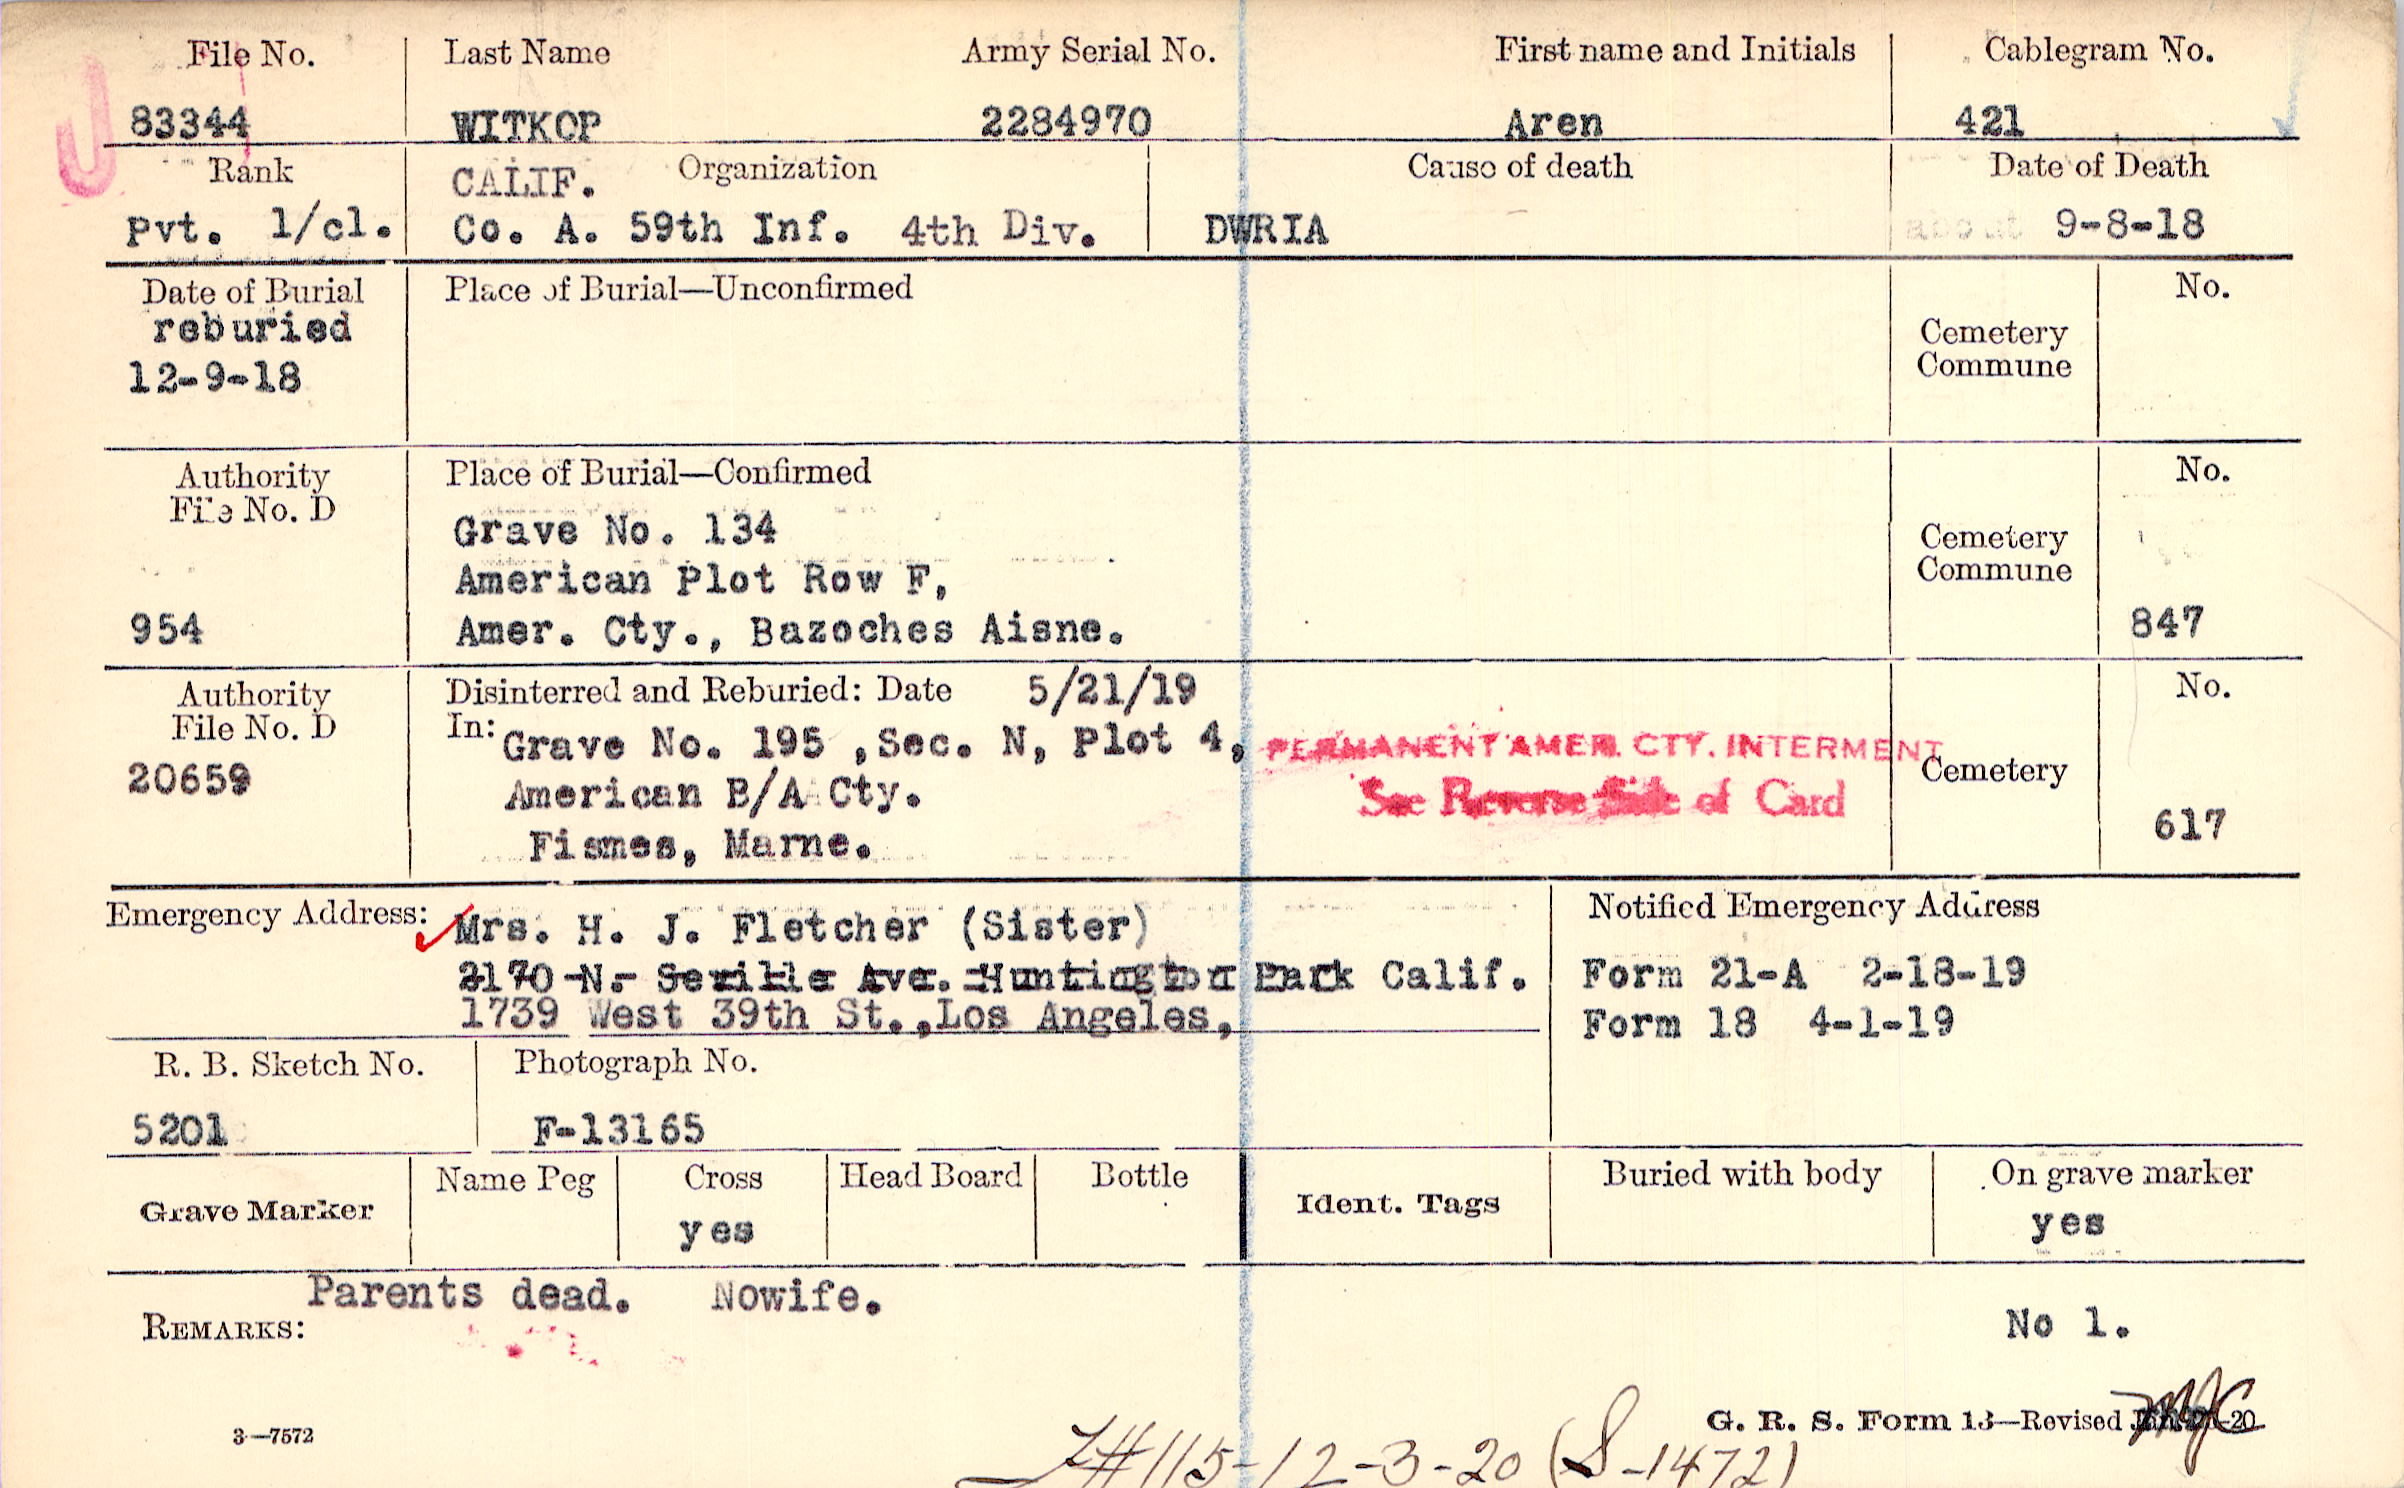 File No. Last Name Army Serial No. First name and Initials Cablegram No.
83344 WITKOP 2284970 Aren 421
Rank CALIF. Organization Cause of death Date of Death
Pvt. 1/cl. Co. A. 59th Inf. 4th Div. DWRIA about 9-8-18
Date of Burial Place of Burial—Unconfirmed No.
reburied
12-9-18
Cemetery
Commune
Authority Place of Burial—Confirmed No.
File No. D
Grave No. 134
Cemetery
Commune
American Plot Row F,
954 Amer. Cty., Bazoches Aisne. 847
Authority Disinterred and Reburied: Date 5/21/19 No.
File No. D In: Grave No. 195 ,Sec. N, Plot 4, PERMANENT AMER. CTY. INTERMENT
20659 American B/A Cty. See Reverse Side of Card Cemetery
Fismes, Marne. 617
Emergency Address: Mrs. H. J. Fletcher (Sister) Notified Emergency Address
2170 N. Seville Ave. Huntington Park Calif. Form 21-A 2-18-19
1739 West 39th St.,Los Angeles, Form 18 4-1-19
R. B. Sketch No. Photograph No.
5201 F-13165
Grave Marker Name Peg Cross Head Board Bottle Ident. Tags Buried with body On grave marker
yes yes
Parents dead. Nowife.
REMARKS: No 1.
3—7572 G. R. S. Form 13—Revised 20
#115-12-3-20 (S-1472)